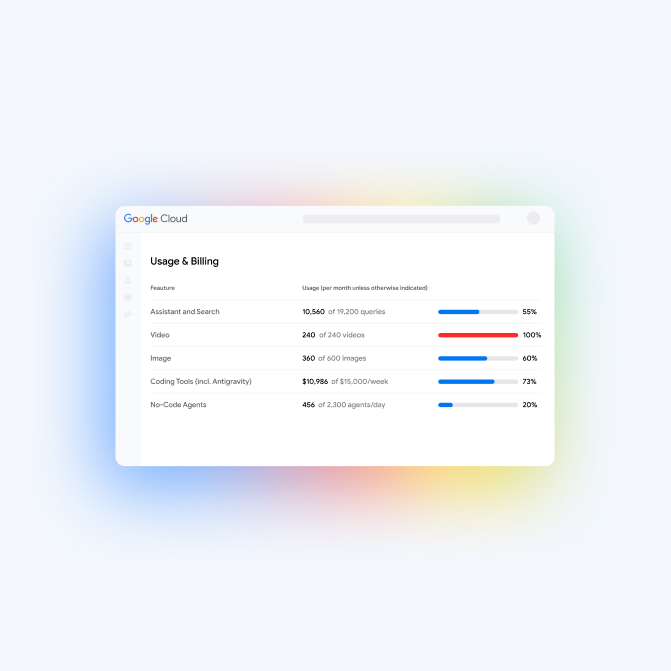 Google Cloud
Usage & Billing
Feauture Usage (per month unless otherwise indicated)
Assistant and Search 10,560 of 19,200 queries 55%
Video 240 of 240 videos 100%
Image 360 of 600 images 60%
Coding Tools (incl. Antigravity) $10,986 of $15,000/week 73%
No-Code Agents 456 of 2,300 agents/day 20%